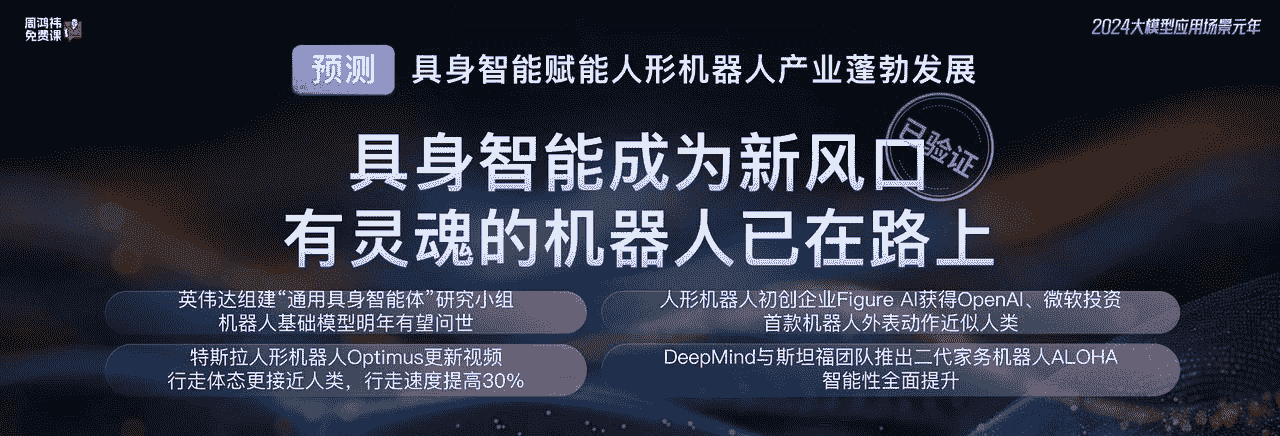 周鸿祎
免费课
2024大模型应用场景元年
预测
具身智能赋能人形机器人产业蓬勃发展
已验证
具身智能成为新风口
有灵魂的机器人已在路上
英伟达组建“通用具身智能体”研究小组
机器人基础模型明年有望问世
人形机器人初创企业Figure AI获得OpenAI、微软投资
首款机器人外表动作近似人类
特斯拉人形机器人Optimus更新视频
行走体态更接近人类，行走速度提高30%
DeepMind与斯坦福团队推出二代家务机器人ALOHA
智能性全面提升